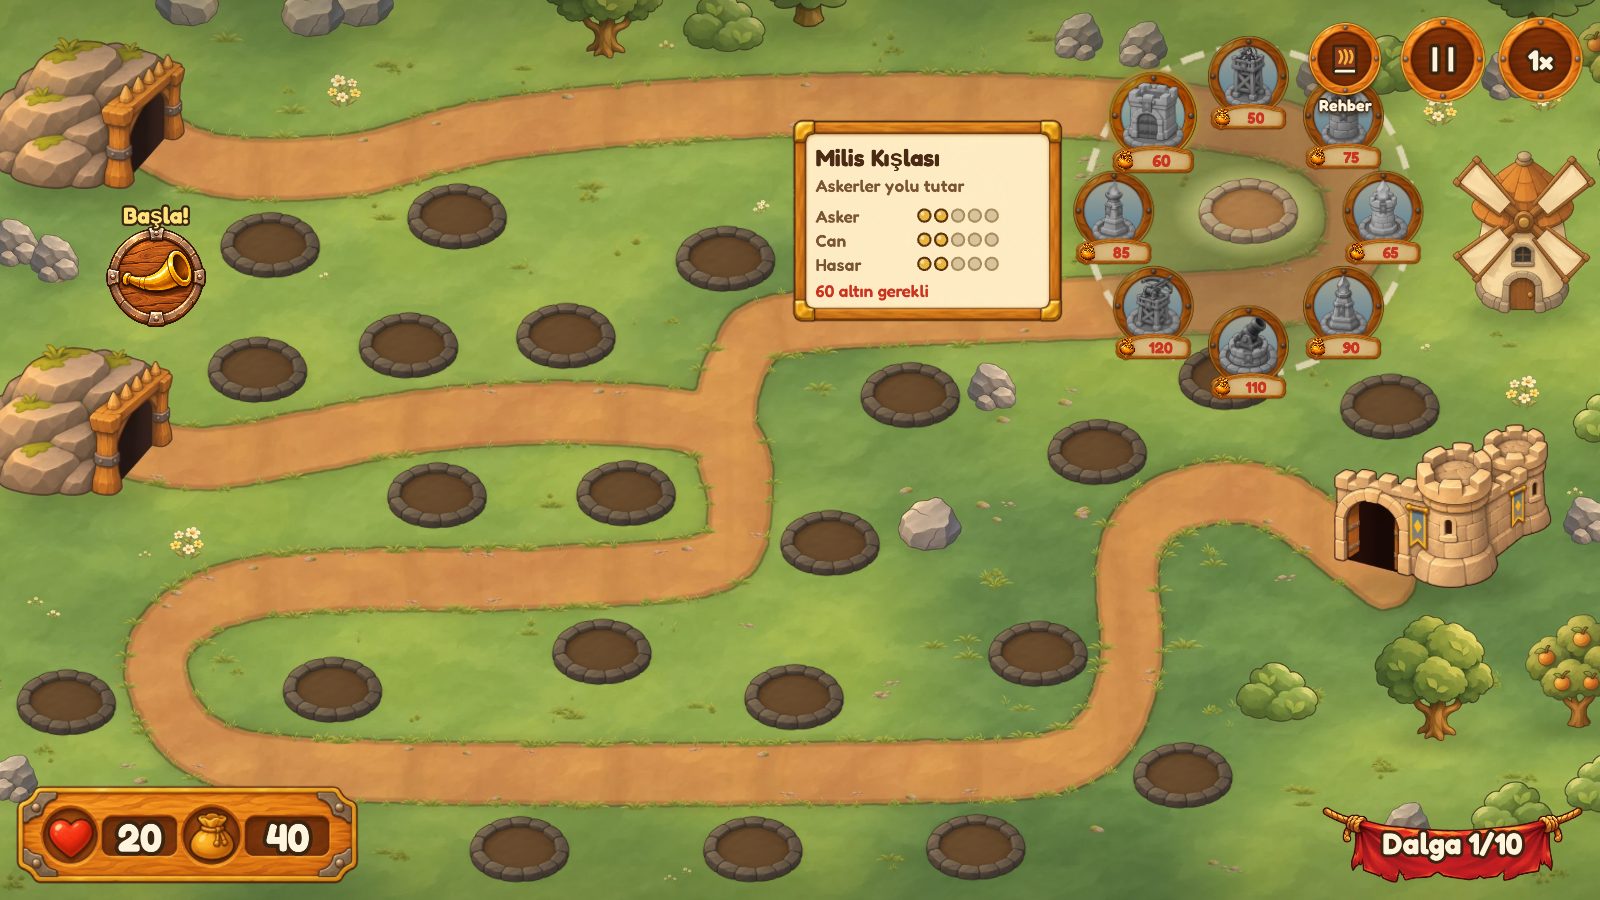 Başla!
Milis Kışlası
Askerler yolu tutar
Asker
Can
Hasar
60 altın gerekli
50
60
75
85
65
120
90
110
Rehber
1x
20
40
Dalga 1/10